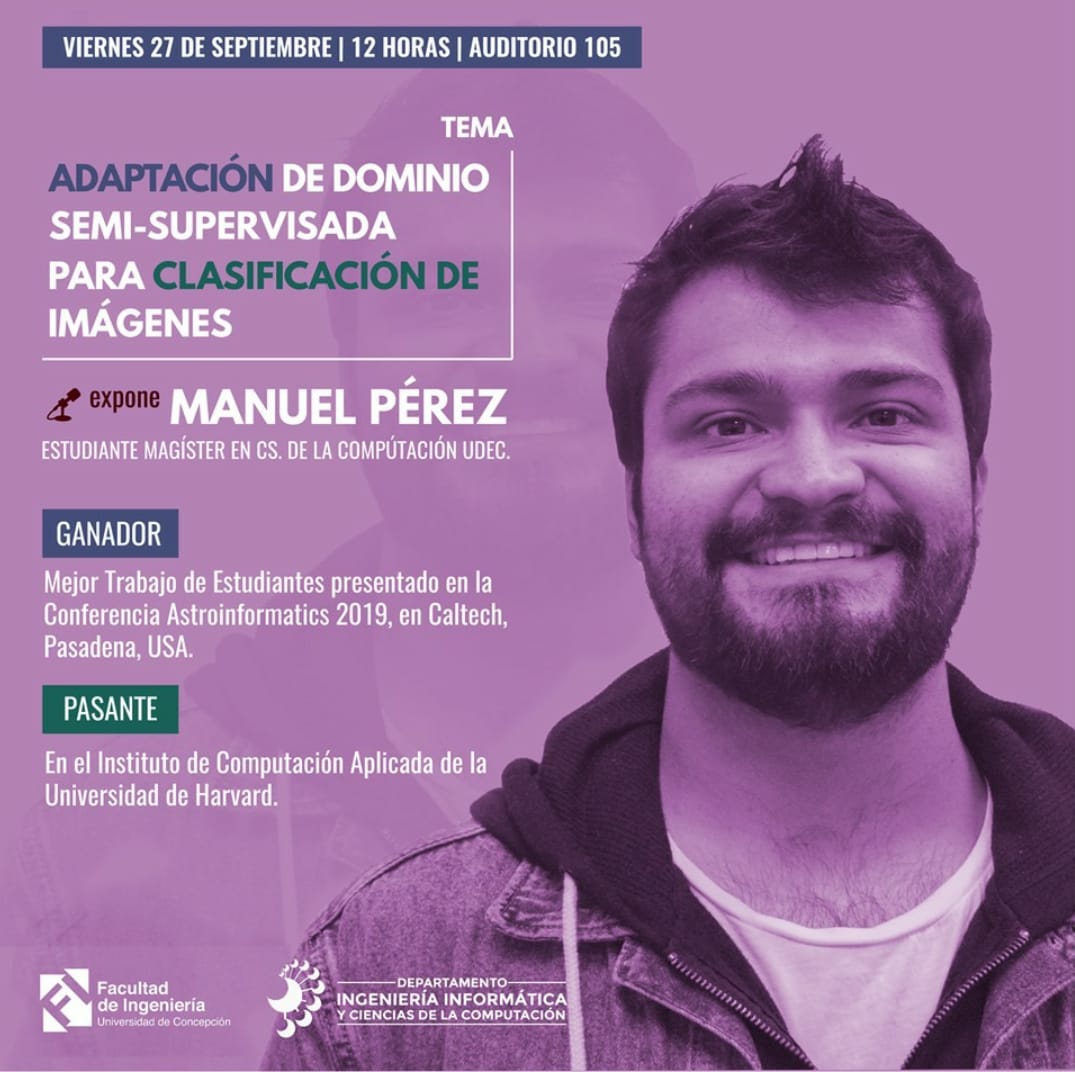 VIERNES 27 DE SEPTIEMBRE | 12 HORAS | AUDITORIO 105
TEMA
ADAPTACIÓN DE DOMINIO
SEMI-SUPERVISADA
PARA CLASIFICACIÓN DE
IMÁGENES
expone MANUEL PÉREZ
ESTUDIANTE MAGÍSTER EN CS. DE LA COMPÚTACIÓN UDEC.
GANADOR
Mejor Trabajo de Estudiantes presentado en la
Conferencia Astroinformatics 2019, en Caltech,
Pasadena, USA.
PASANTE
En el Instituto de Computación Aplicada de la
Universidad de Harvard.
Facultad
de Ingeniería
Universidad de Concepción
DEPARTAMENTO
INGENIERÍA INFORMÁTICA
Y CIENCIAS DE LA COMPUTACIÓN